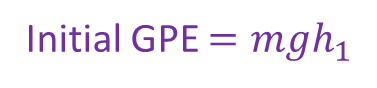 Initial GPE = mgh₁